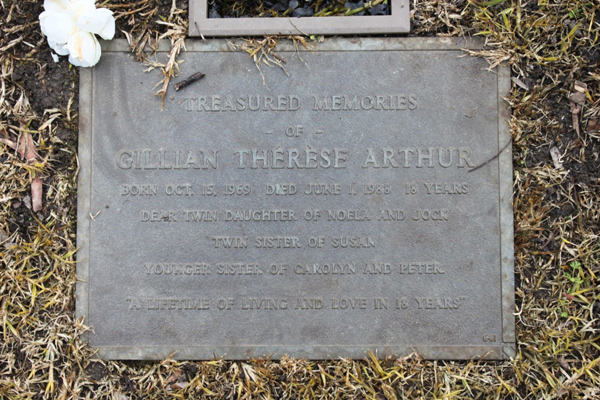 TREASURED MEMORIES
- OF -
GILLIAN THERÈSE ARTHUR
BORN OCT. 15, 1969 DIED JUNE 1, 1988 18 YEARS
DEAR TWIN DAUGHTER OF NOELA AND JOCK
TWIN SISTER OF SUSAN
YOUNGER SISTER OF CAROLYN AND PETER.
"A LIFETIME OF LIVING AND LOVE IN 18 YEARS"